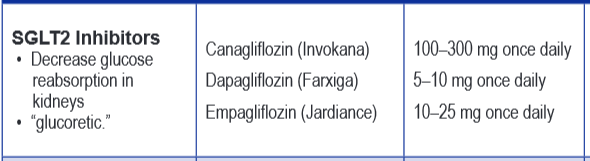 SGLT2 Inhibitors
• Decrease glucose
reabsorption in
kidneys
• “glucoretic.”
Canagliflozin (Invokana)
Dapagliflozin (Farxiga)
Empagliflozin (Jardiance)
100–300 mg once daily
5–10 mg once daily
10–25 mg once daily